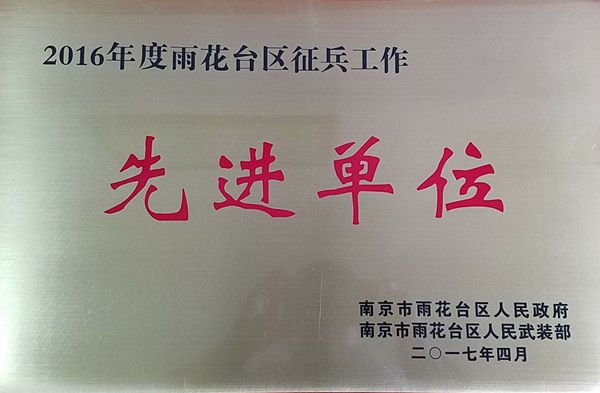 2016年度雨花台区征兵工作
先进单位
南京市雨花台区人民政府
南京市雨花台区人民武装部
二〇一七年四月